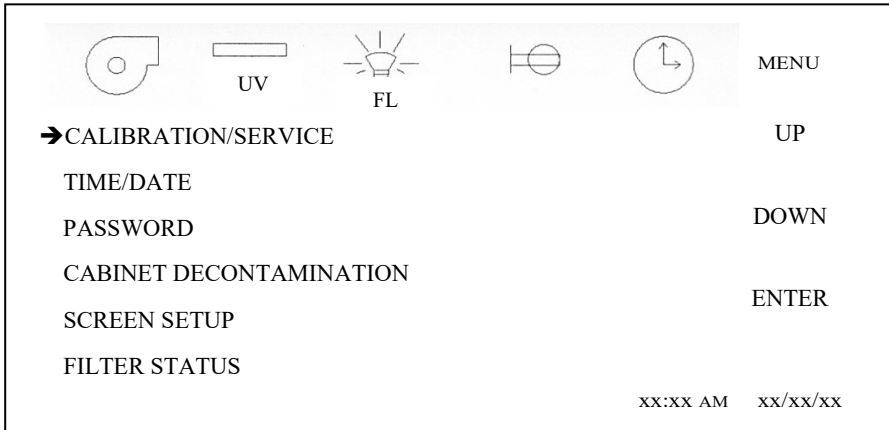 MENU
UV
FL
➔CALIBRATION/SERVICE
UP
TIME/DATE
PASSWORD
DOWN
CABINET DECONTAMINATION
ENTER
SCREEN SETUP
FILTER STATUS
xx:xx AM xx/xx/xx